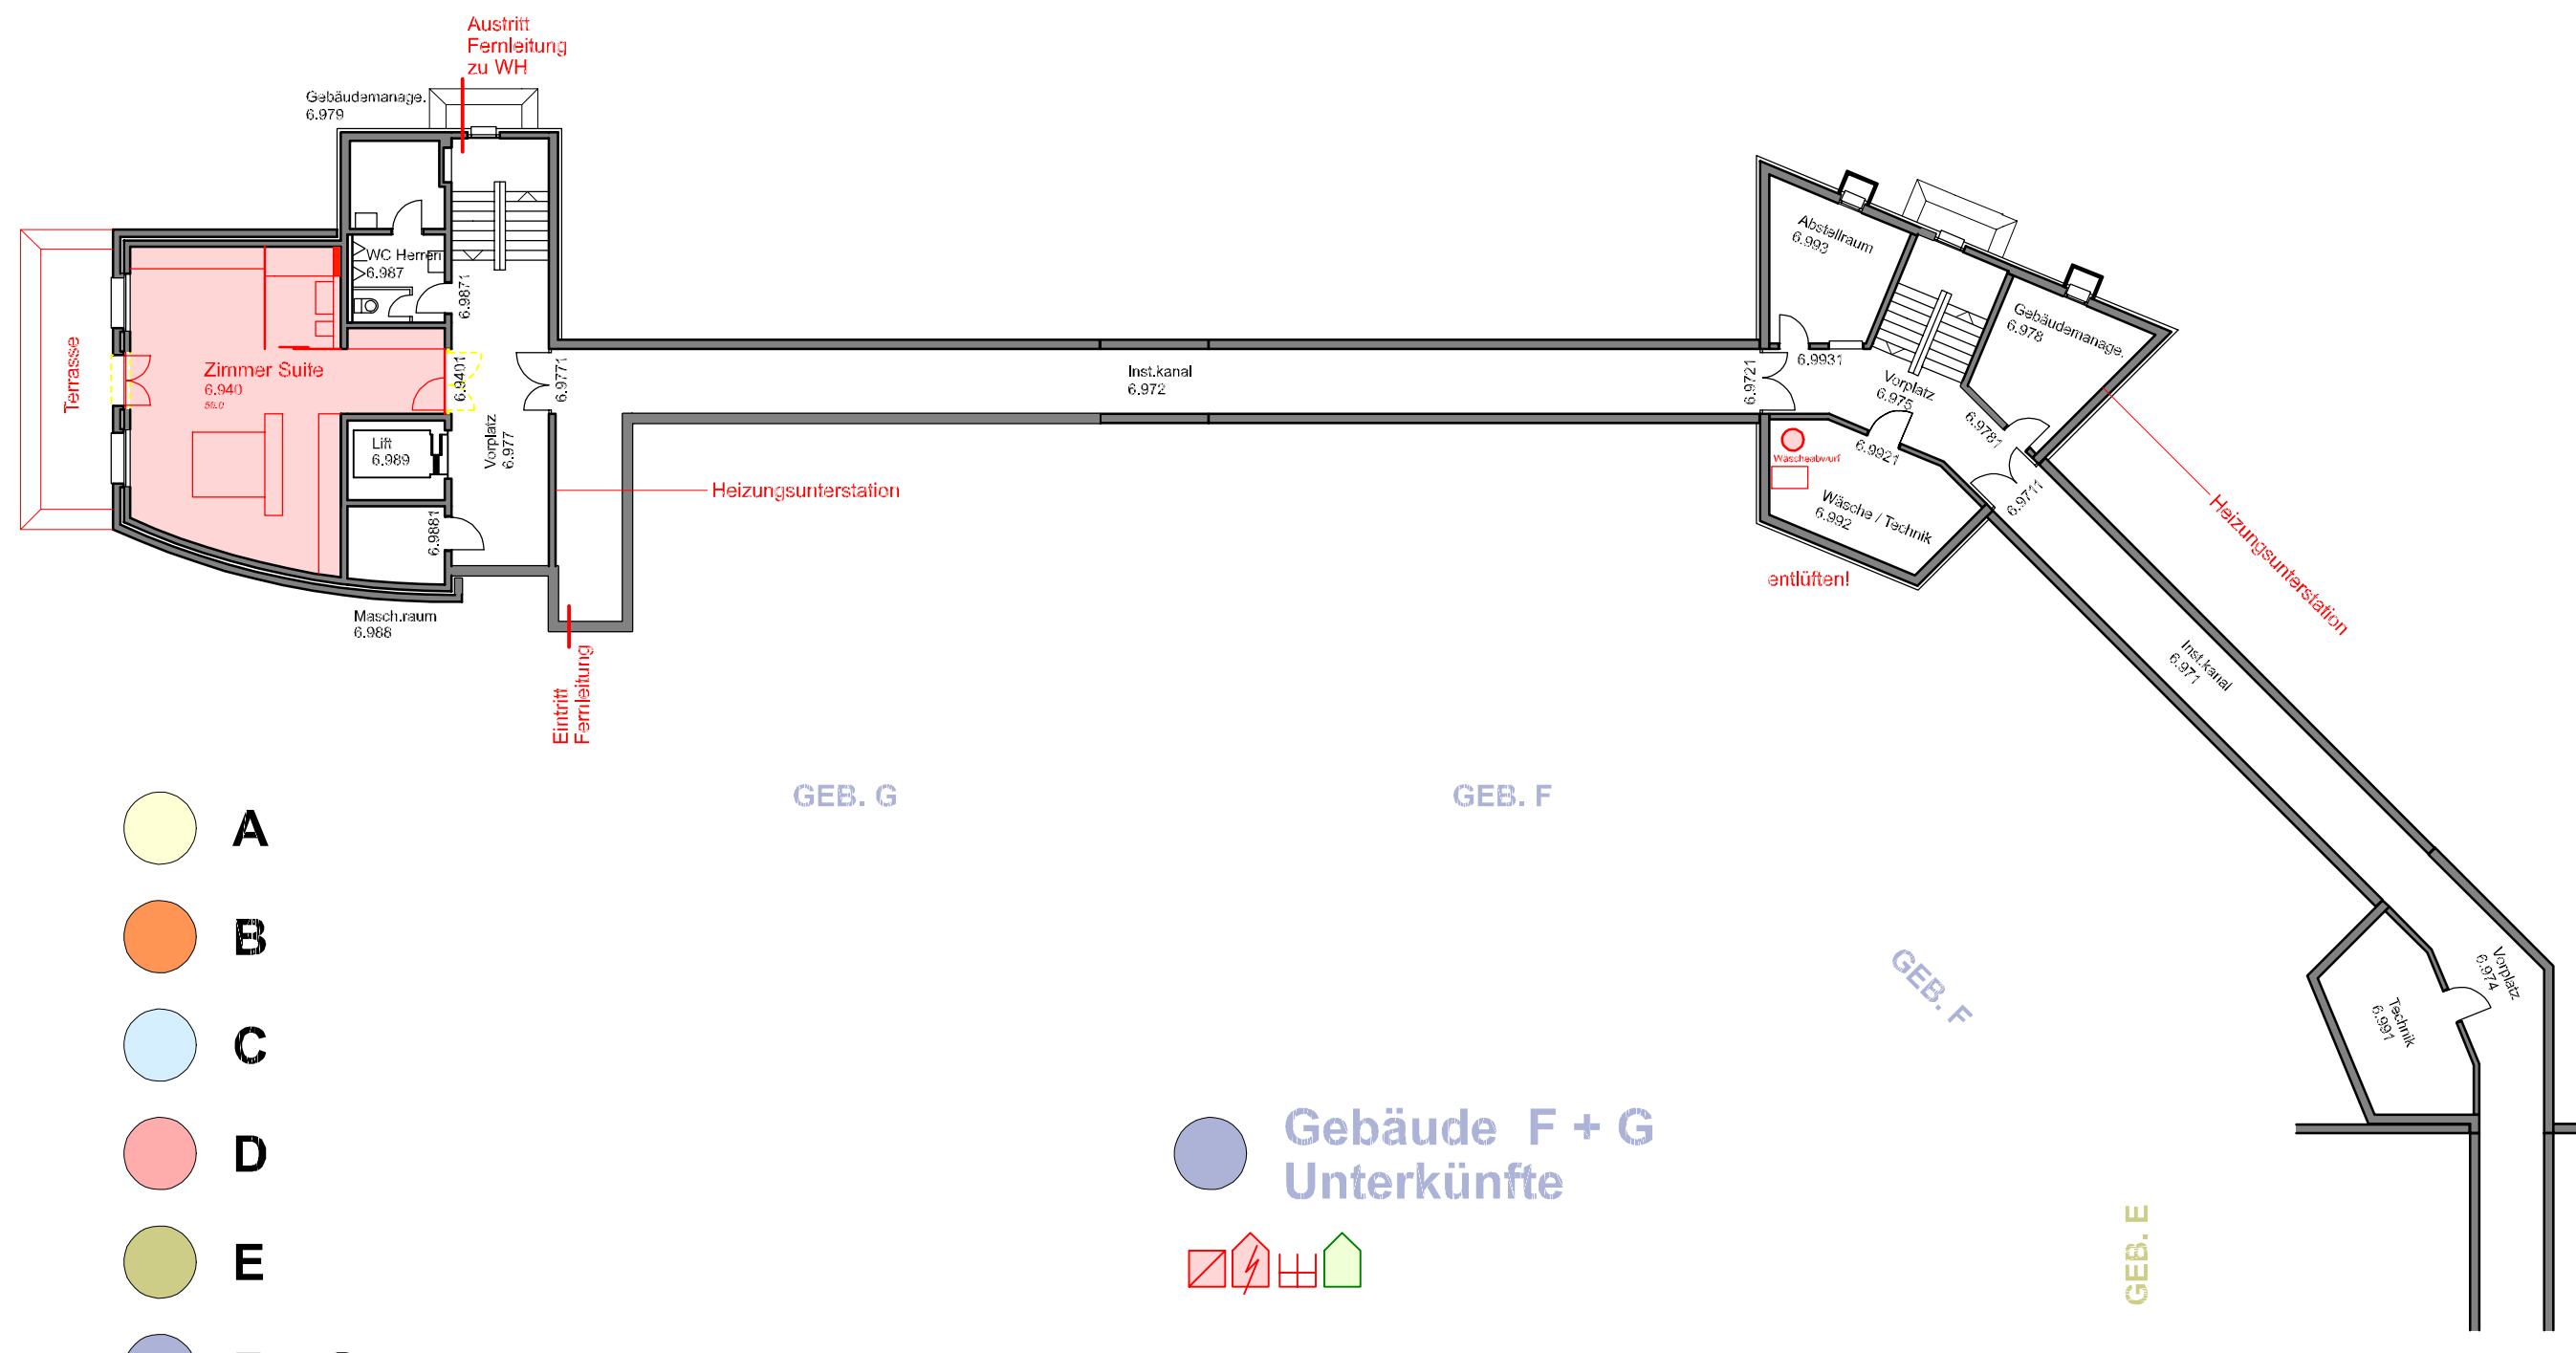 Austritt
Fernleitung
zu WH
Gebäudemanage.
6.979
WC Herren
6.987
6.9871
Terrasse
Zimmer Suite
6.940
6.9401
6.9771
Lift
6.989
Vorplatz
6.977
6.9881
Masch.raum
6.988
Heizungsunterstation
Eintritt
Fernleitung
Inst.kanal
6.972
6.9721
Abstellraum
6.993
6.9931
Gebäudemanage.
6.978
Vorplatz
6.975
6.9781
6.9921
6.9711
Wäscheabwurf
Wäsche / Technik
6.992
entlüften!
Heizungsunterstation
Inst.kanal
6.971
Vorplatz
6.974
Technik
6.991
GEB. G
GEB. F
GEB. F
GEB. E
A
B
C
D
E
Gebäude F + G
Unterkünfte